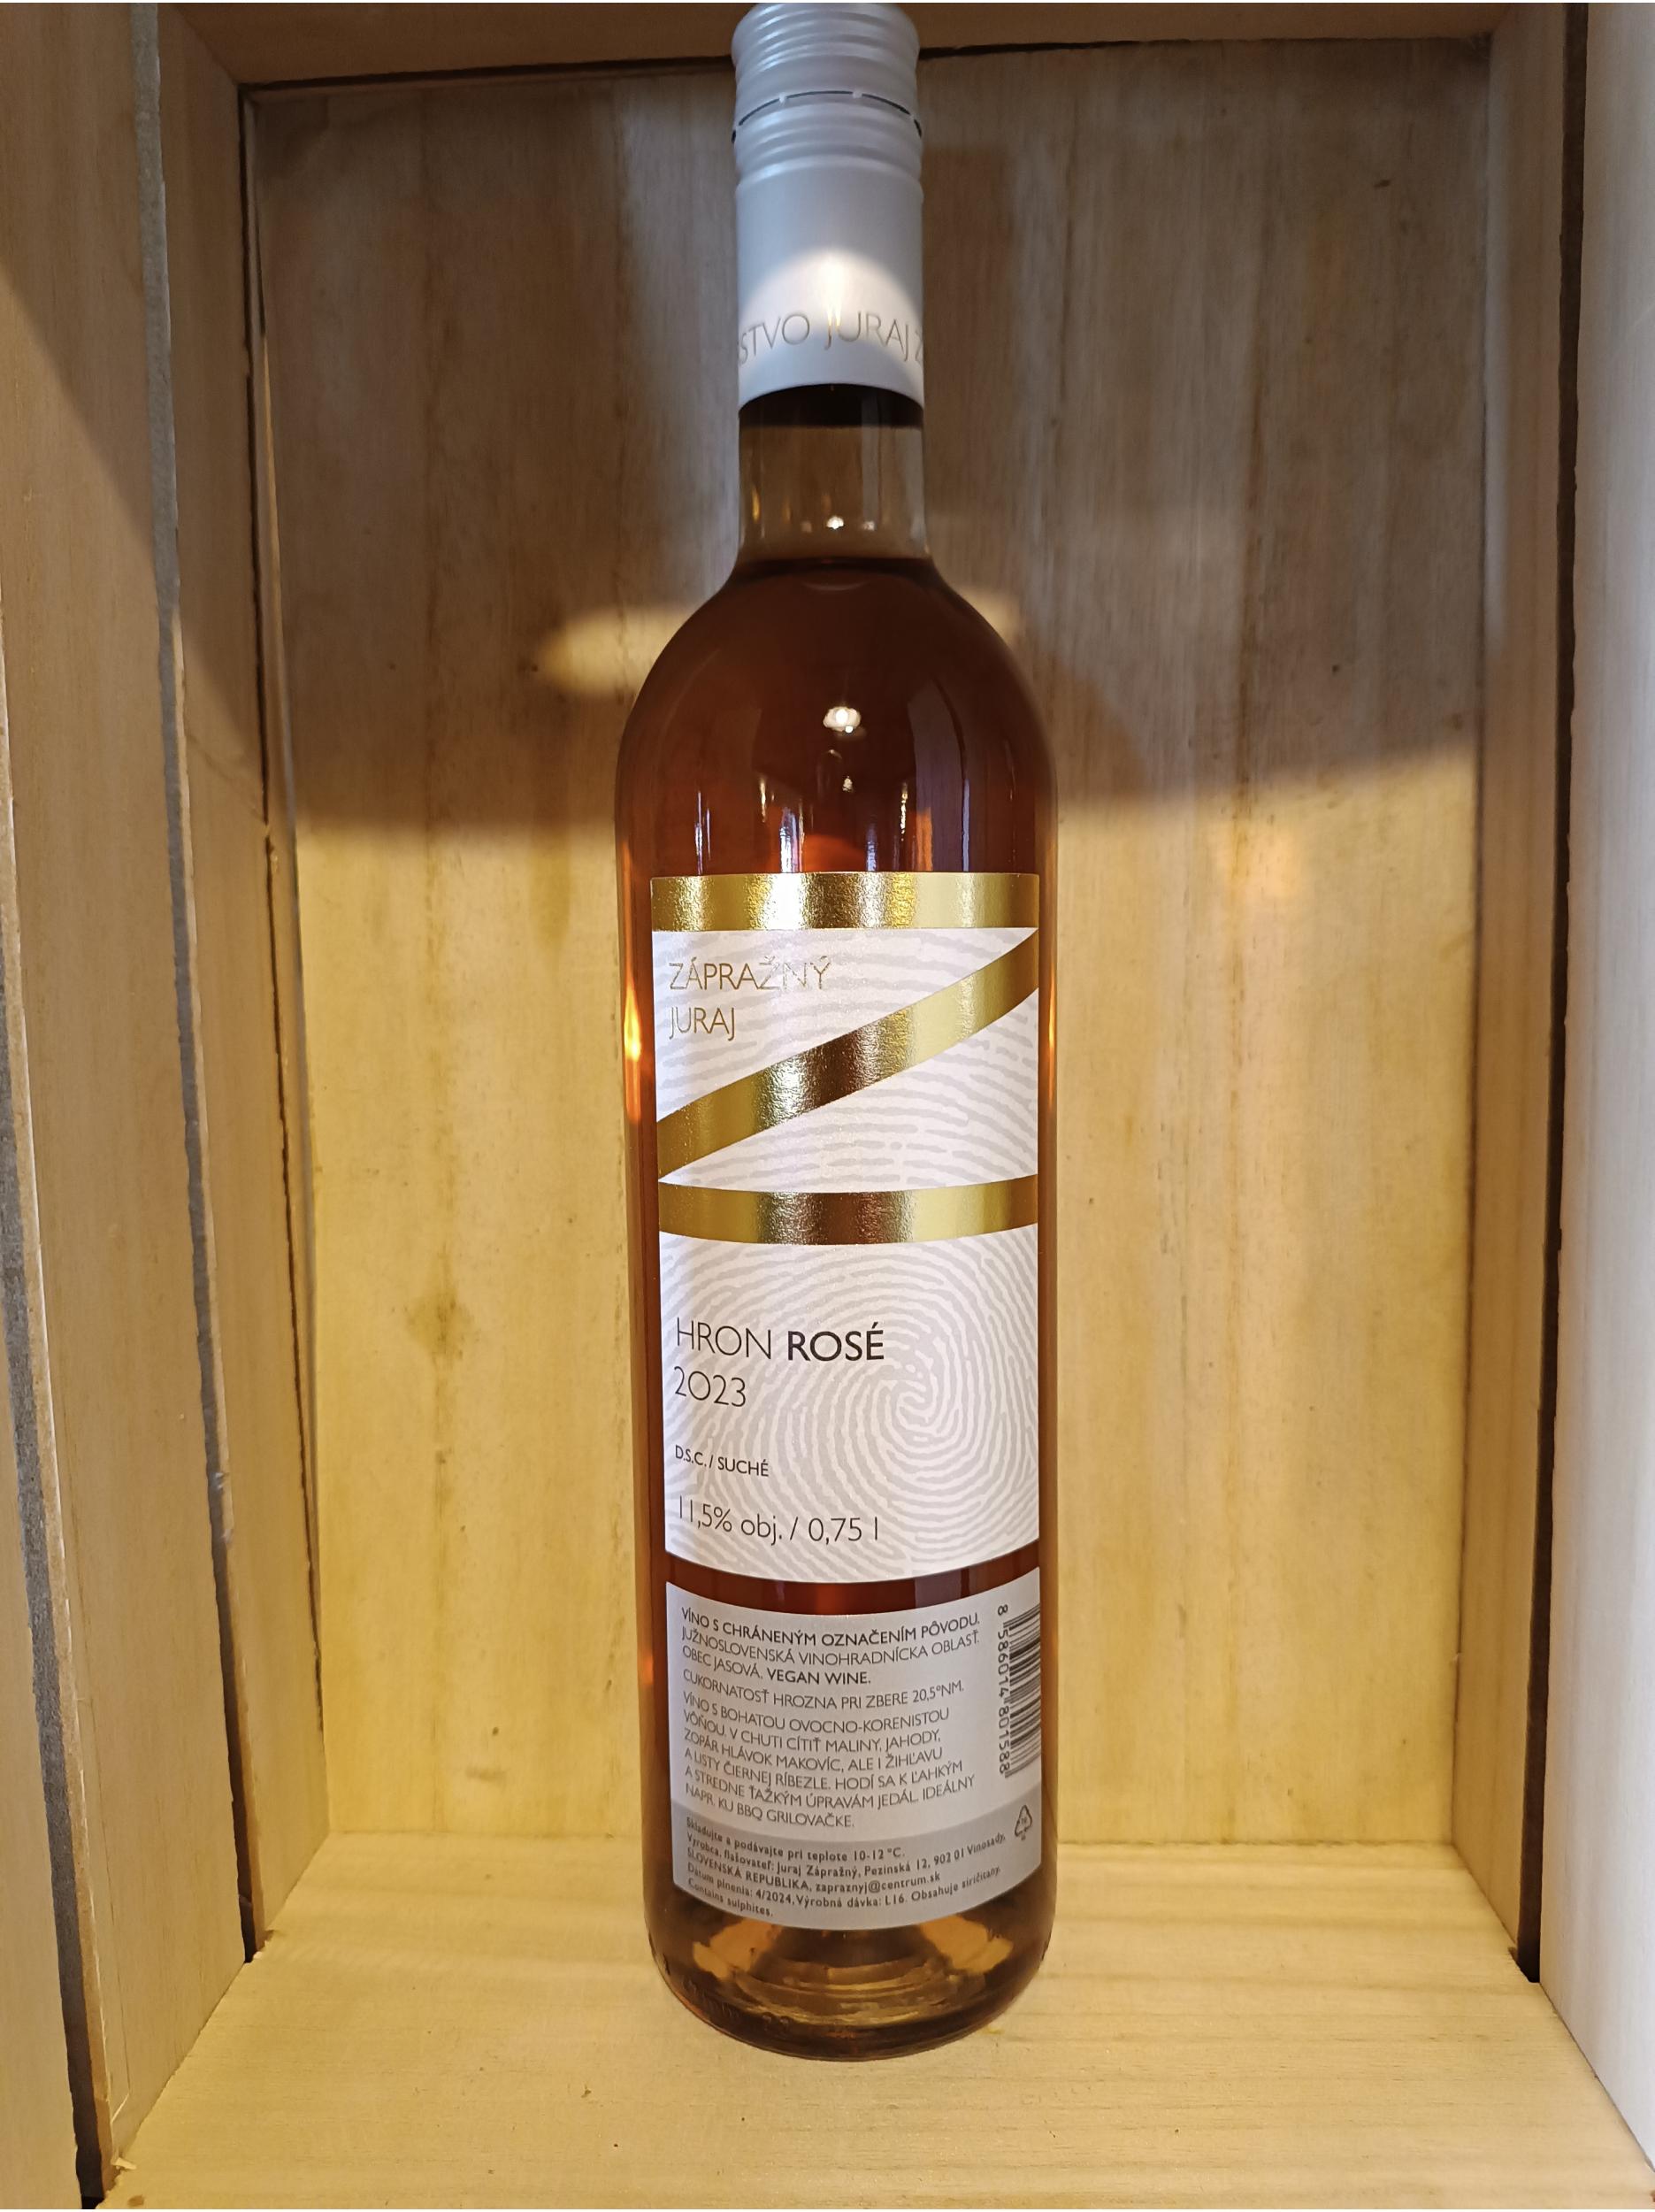 STVO JURAJ Z
ZÁPRAŽNÝ
JURAJ
HRON ROSÉ
2023
D.S.C. / SUCHÉ
11,5% obj. / 0,75 l
VÍNO S CHRÁNENÝM OZNAČENÍM PÔVODU.
JUŽNOSLOVENSKÁ VINOHRADNÍCKA OBLASŤ.
OBEC JASOVÁ. VEGAN WINE.
CUKORNATOSŤ HROZNA PRI ZBERE 20,5°NM.
VÍNO S BOHATOU OVOCNO-KORENISTOU
VÔŇOU. V CHUTI CÍTIŤ MALINY, JAHODY,
ZOPÁR HLÁVOK MAKOVÍC, ALE I ŽIHĽAVU
A LISTY ČIERNEJ RÍBEZLE. HODÍ SA K ĽAHKÝM
A STREDNE ŤAŽKÝM ÚPRAVÁM JEDÁL. IDEÁLNY
NAPR. KU BBQ GRILOVAČKE.
8 586014 801588
Skladujte a podávajte pri teplote 10-12 °C.
Výrobca, fľašovateľ: Juraj Zápražný, Pezinská 12, 902 01 Vinosady,
SLOVENSKÁ REPUBLIKA, zapraznyj@centrum.sk
Dátum plnenia: 4/2024, Výrobná dávka: L16. Obsahuje siričitany.
Contains sulphites.